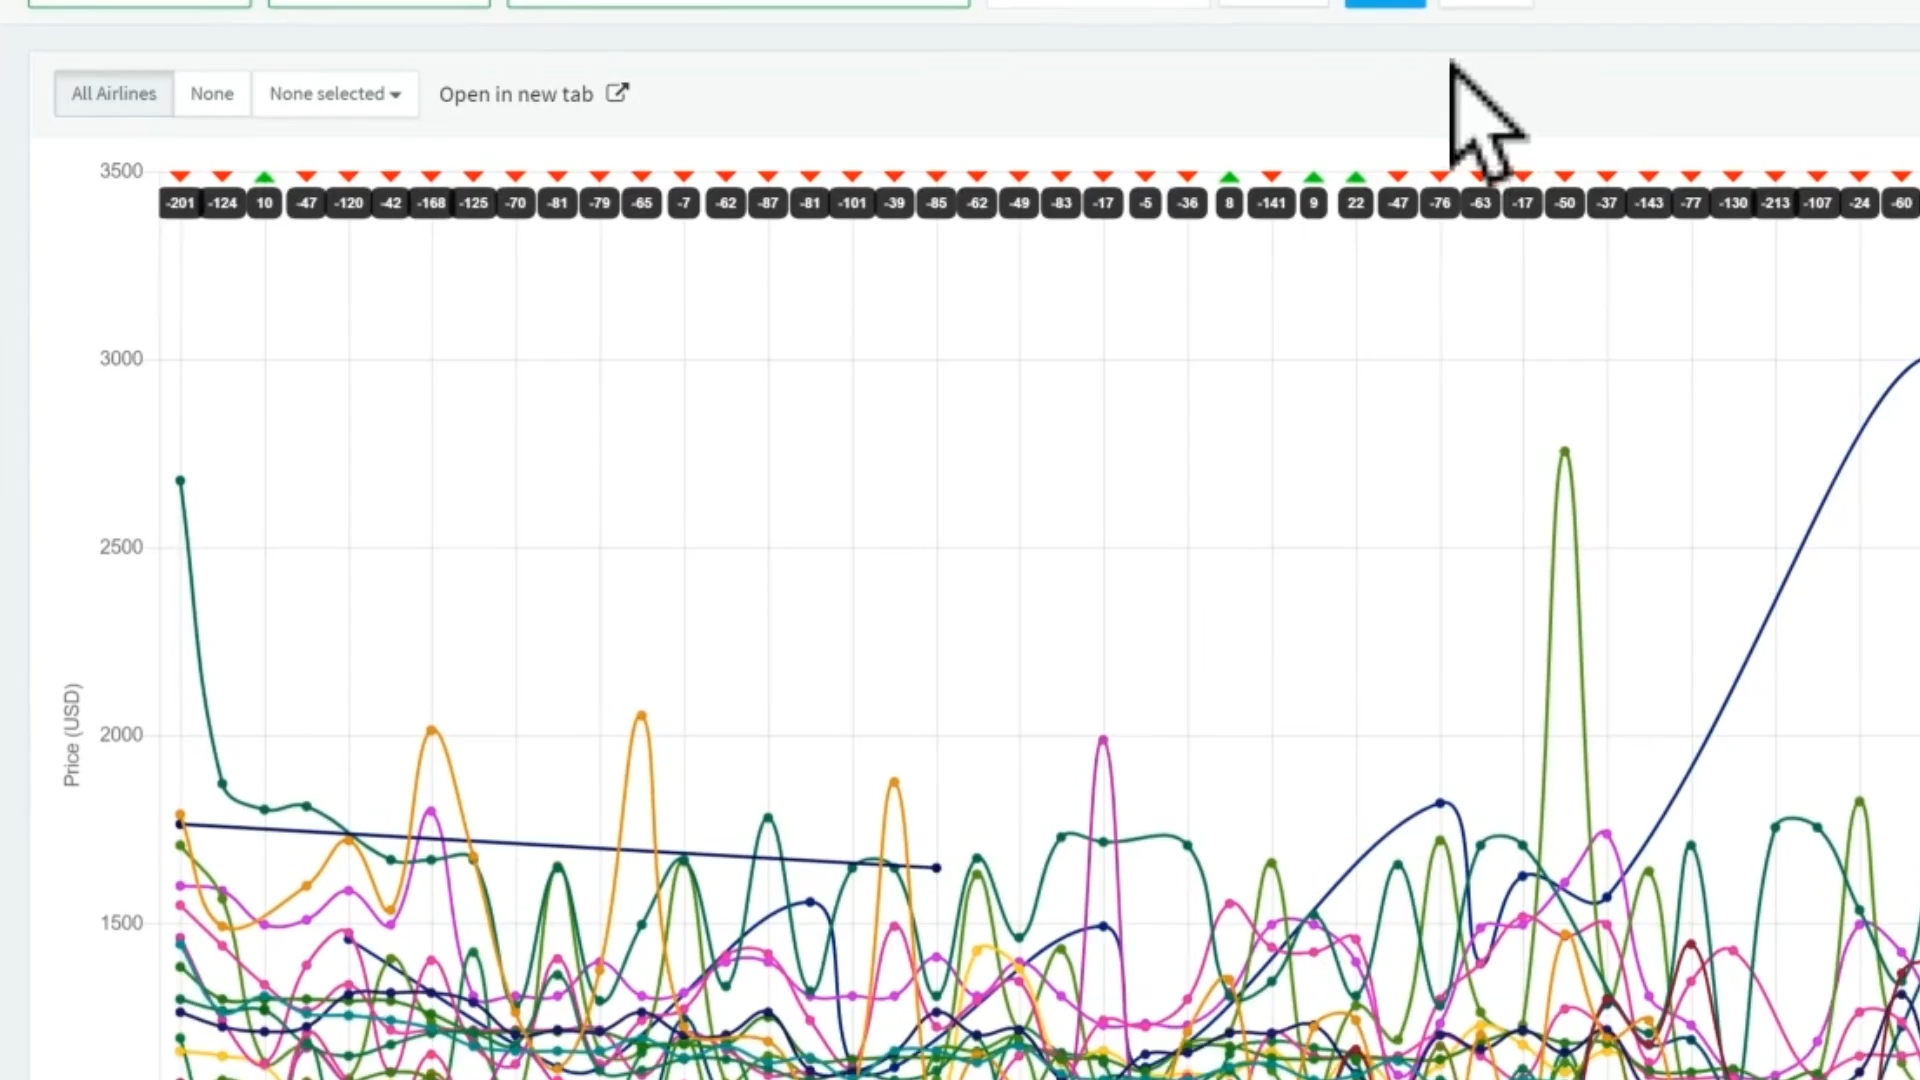 All Airlines None None selected Open in new tab
3500
-201 -124 10 -47 -120 -42 -168 -125 -70 -81 -79 -65 -7 -62 -87 -81 -101 -39 -85 -62 -49 -83 -17 -5 -36 8 -141 9 22 -47 -76 -63 -17 -50 -37 -143 -77 -130 -213 -107 -24 -60
3000
2500
2000
Price (USD)
1500